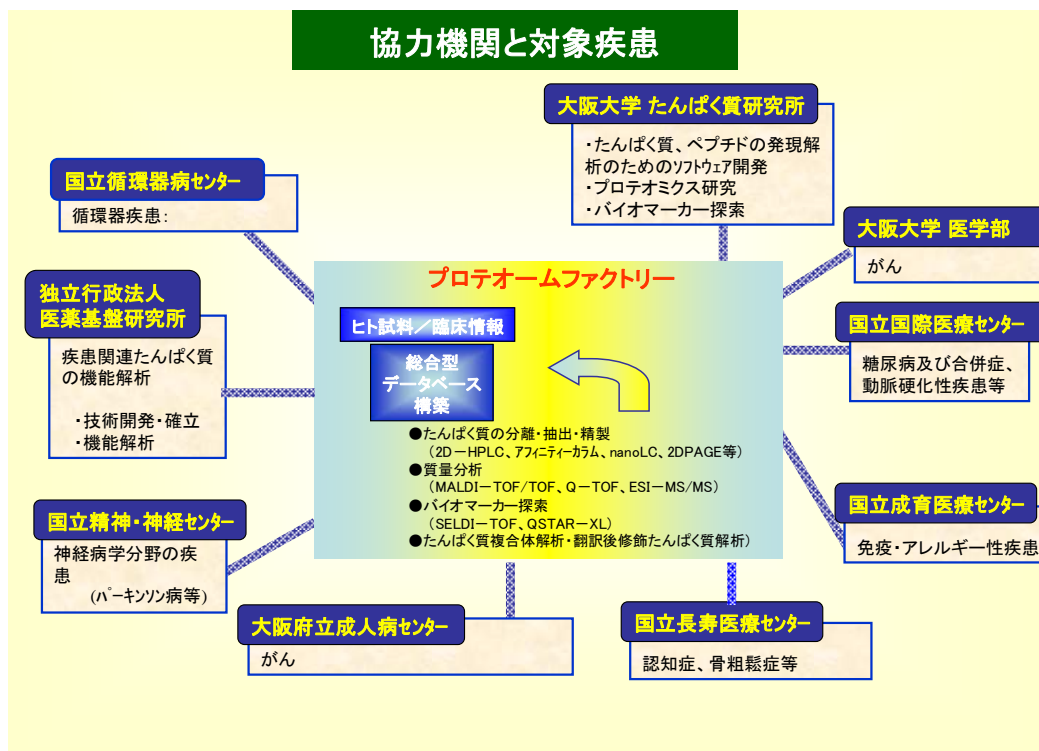 協力機関と対象疾患
大阪大学 たんぱく質研究所
・たんぱく質、ペプチドの発現解
析のためのソフトウェア開発
・プロテオミクス研究
・バイオマーカー探索
国立循環器病センター
循環器疾患:
大阪大学 医学部
がん
独立行政法人
医薬基盤研究所
疾患関連たんぱく質
の機能解析
・技術開発・確立
・機能解析
国立国際医療センター
糖尿病及び合併症、
動脈硬化性疾患等
プロテオームファクトリー
ヒト試料／臨床情報
総合型
データベース
構築
●たんぱく質の分離・抽出・精製
(2D－HPLC、アフィニティーカラム、nanoLC、2DPAGE等)
●質量分析
(MALDI－TOF/TOF、Q－TOF、ESI－MS/MS)
●バイオマーカー探索
(SELDI－TOF、QSTAR－XL)
●たんぱく質複合体解析・翻訳後修飾たんぱく質解析)
国立精神・神経センター
神経病学分野の疾
患
(パーキンソン病等)
国立成育医療センター
免疫・アレルギー性疾患
大阪府立成人病センター
がん
国立長寿医療センター
認知症、骨粗鬆症等